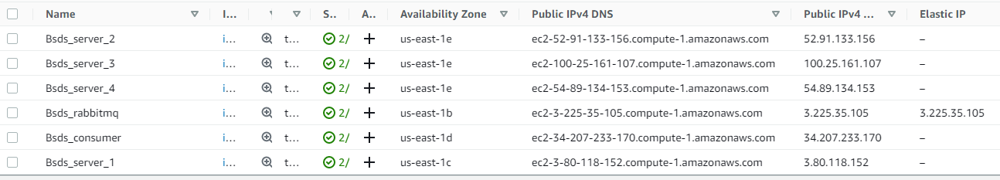 Name I... S... A.. Availability Zone Public IPv4 DNS Public IPv4 ... Elastic IP
Bsds_server_2 i... t... 2/ us-east-1e ec2-52-91-133-156.compute-1.amazonaws.com 52.91.133.156 –
Bsds_server_3 i... t... 2/ us-east-1e ec2-100-25-161-107.compute-1.amazonaws.com 100.25.161.107 –
Bsds_server_4 i... t... 2/ us-east-1e ec2-54-89-134-153.compute-1.amazonaws.com 54.89.134.153 –
Bsds_rabbitmq i... t... 2/ us-east-1b ec2-3-225-35-105.compute-1.amazonaws.com 3.225.35.105 3.225.35.105
Bsds_consumer i... t... 2/ us-east-1d ec2-34-207-233-170.compute-1.amazonaws.com 34.207.233.170 –
Bsds_server_1 i... t... 2/ us-east-1c ec2-3-80-118-152.compute-1.amazonaws.com 3.80.118.152 –